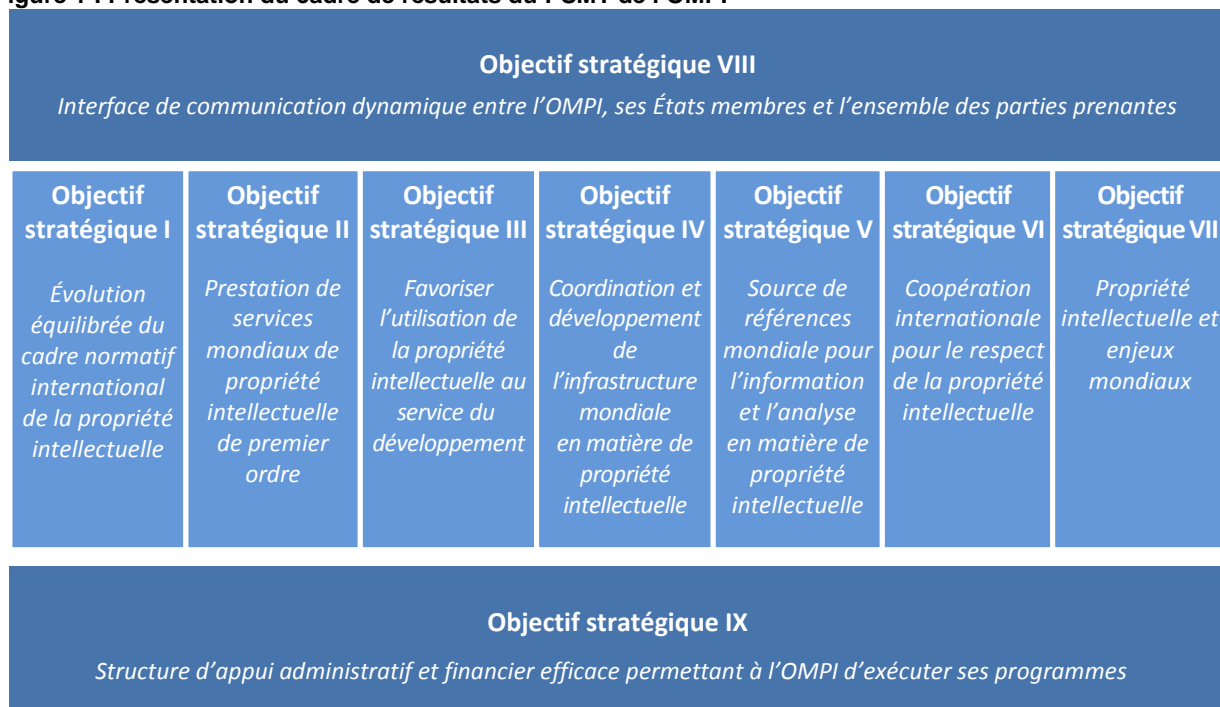 Objectif stratégique VIII
Interface de communication dynamique entre l'OMPI, ses États membres et l'ensemble des parties prenantes
Objectif
stratégique I
Évolution
équilibrée du
cadre normatif
international
de la propriété
intellectuelle
Objectif
stratégique II
Prestation de
services
mondiaux de
propriété
intellectuelle
de premier
ordre
Objectif
stratégique III
Favoriser
l'utilisation de
la propriété
intellectuelle au
service du
développement
Objectif
stratégique IV
Coordination et
développement
de
l'infrastructure
mondiale
en matière de
propriété
intellectuelle
Objectif
stratégique V
Source de
références
mondiale pour
l'information
et l'analyse
en matière de
propriété
intellectuelle
Objectif
stratégique VI
Coopération
internationale
pour le respect
de la propriété
intellectuelle
Objectif
stratégique VII
Propriété
intellectuelle et
enjeux
mondiaux
Objectif stratégique IX
Structure d'appui administratif et financier efficace permettant à l'OMPI d'exécuter ses programmes